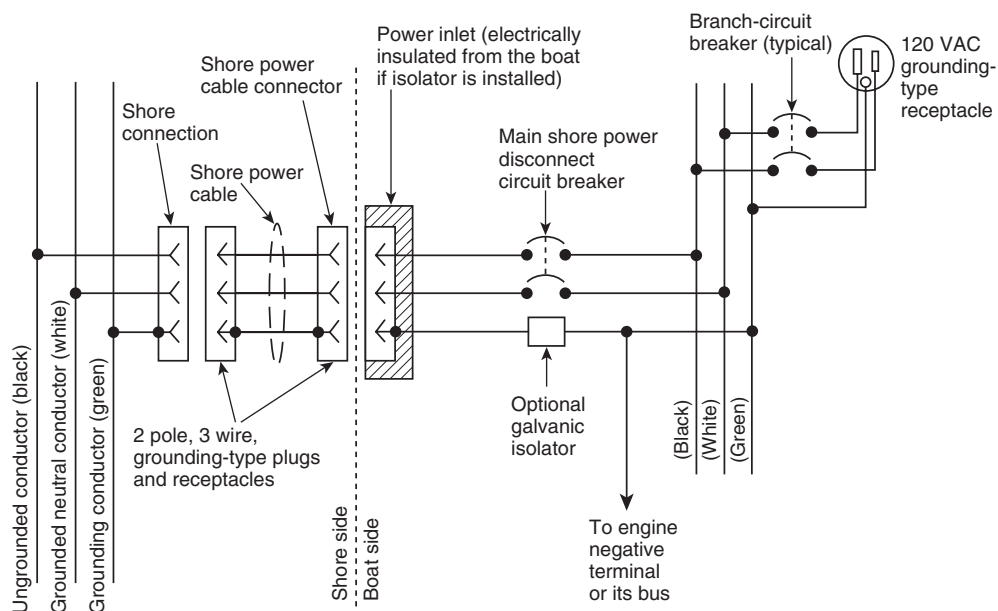 Branch-circuit
breaker (typical)
120 VAC
grounding-
type
receptacle
Power inlet (electrically
insulated from the boat
if isolator is installed)
Shore power
cable connector
Shore
connection
Shore power
cable
Main shore power
disconnect
circuit breaker
Ungrounded conductor (black)
Grounded neutral conductor (white)
Grounding conductor (green)
2 pole, 3 wire,
grounding-type plugs
and receptacles
Shore side
Boat side
Optional
galvanic
isolator
(Black)
(White)
(Green)
To engine
negative
terminal
or its bus